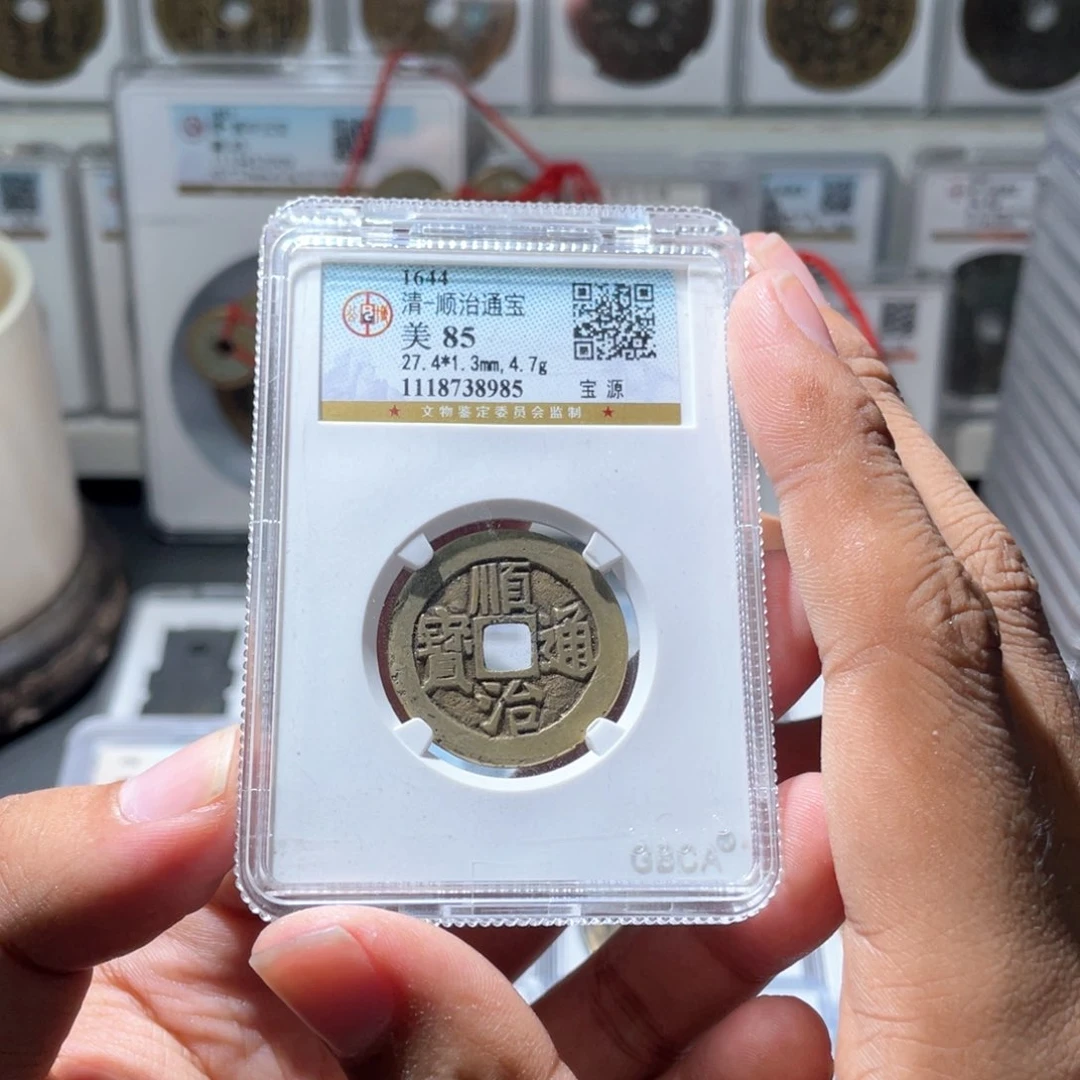 1644
清-顺治通宝
美 85
27.4*1.3mm, 4.7g
1118738985 宝 源
★ 文物鉴定委员会监制 ★
順
寶 通
治
GBCA